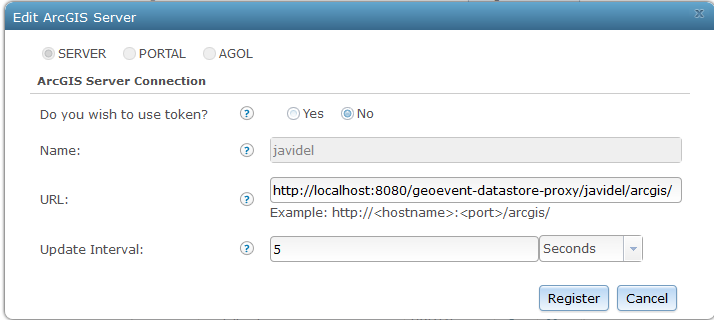 Edit ArcGIS Server x
SERVER PORTAL AGOL
ArcGIS Server Connection
Do you wish to use token? ? Yes No
Name: ? javidel
URL: ? http://localhost:8080/geoevent-datastore-proxy/javidel/arcgis/
Example: http://<hostname>:<port>/arcgis/
Update Interval: ? 5 Seconds
Register Cancel